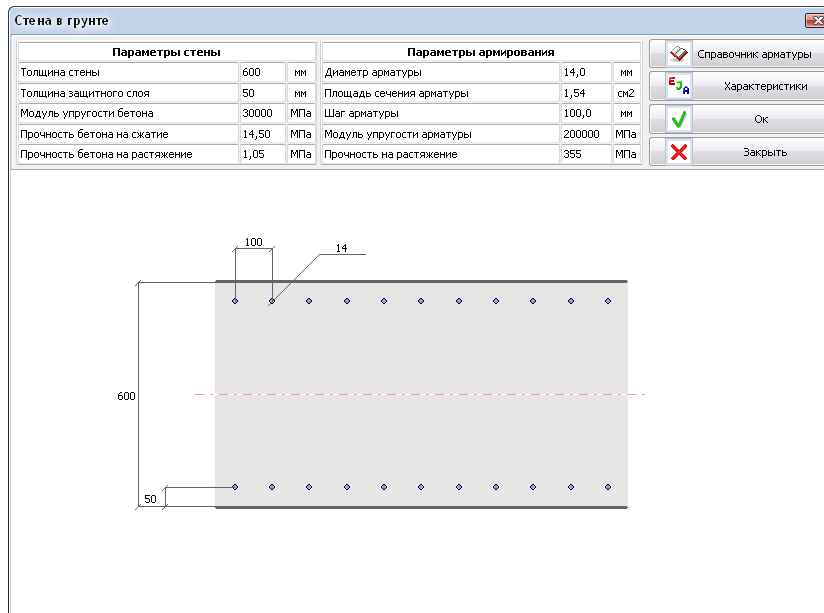 Стена в грунте
Параметры стены
Толщина стены 600 мм
Толщина защитного слоя 50 мм
Модуль упругости бетона 30000 МПа
Прочность бетона на сжатие 14,50 МПа
Прочность бетона на растяжение 1,05 МПа
Параметры армирования
Диаметр арматуры 14,0 мм
Площадь сечения арматуры 1,54 см2
Шаг арматуры 100,0 мм
Модуль упругости арматуры 200000 МПа
Прочность на растяжение 355 МПа
Справочник арматуры
EJA Характеристики
Ок
Закрыть
100
14
600
50